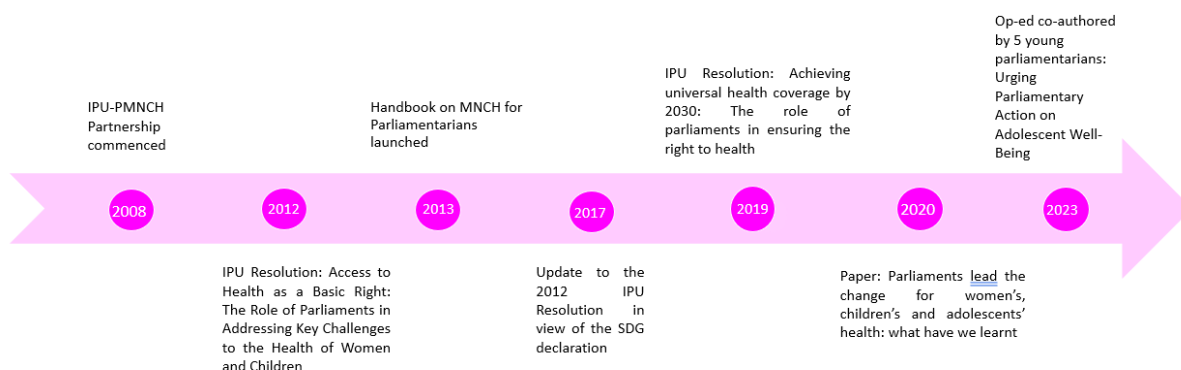 IPU-PMNCH
Partnership
commenced
Handbook on MNCH for
Parliamentarians
launched
IPU Resolution: Achieving
universal health coverage by
2030: The role of
parliaments in ensuring the
right to health
Op-ed co-authored
by 5 young
parliamentarians:
Urging
Parliamentary
Action on
Adolescent Well-
Being
2008
2012
2013
2017
2019
2020
2023
IPU Resolution: Access to
Health as a Basic Right:
The Role of Parliaments in
Addressing Key Challenges
to the Health of Women
and Children
Update to the
2012 IPU
Resolution in
view of the SDG
declaration
Paper: Parliaments lead the
change for women’s,
children’s and adolescents’
health: what have we learnt